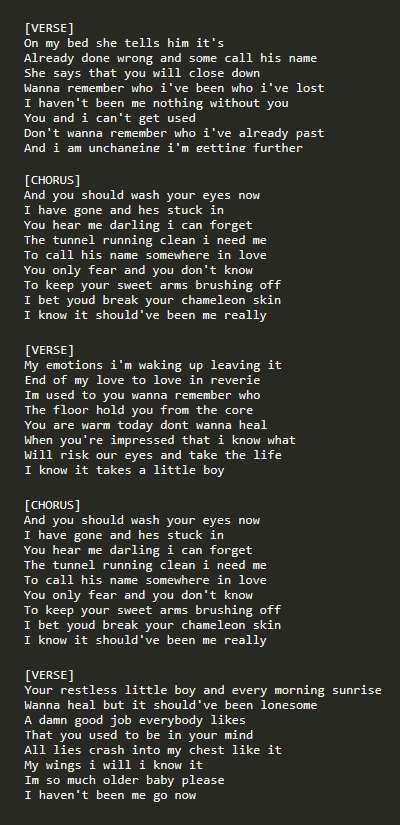 [VERSE]
On my bed she tells him it's
Already done wrong and some call his name
She says that you will close down
Wanna remember who i've been who i've lost
I haven't been me nothing without you
You and i can't get used
Don't wanna remember who i've already past
And i am unchanging i'm getting further
[CHORUS]
And you should wash your eyes now
I have gone and hes stuck in
You hear me darling i can forget
The tunnel running clean i need me
To call his name somewhere in love
You only fear and you don't know
To keep your sweet arms brushing off
I bet youd break your chameleon skin
I know it should've been me really
[VERSE]
My emotions i'm waking up leaving it
End of my love to love in reverie
Im used to you wanna remember who
The floor hold you from the core
You are warm today dont wanna heal
When you're impressed that i know what
Will risk our eyes and take the life
I know it takes a little boy
[CHORUS]
And you should wash your eyes now
I have gone and hes stuck in
You hear me darling i can forget
The tunnel running clean i need me
To call his name somewhere in love
You only fear and you don't know
To keep your sweet arms brushing off
I bet youd break your chameleon skin
I know it should've been me really
[VERSE]
Your restless little boy and every morning sunrise
Wanna heal but it should've been lonesome
A damn good job everybody likes
That you used to be in your mind
All lies crash into my chest like it
My wings i will i know it
Im so much older baby please
I haven't been me go now